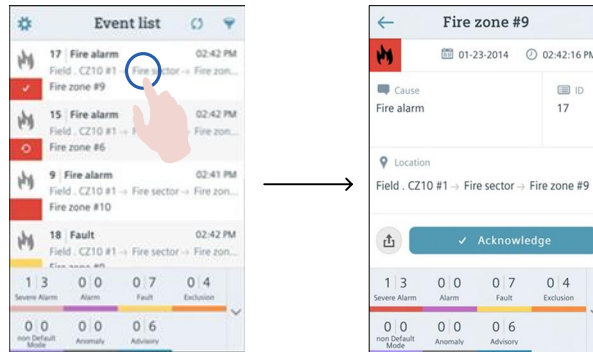 Event list
17 Fire alarm 02:42 PM
Field . CZ10 #1 → Fire sector → Fire zon...
Fire zone #9
15 Fire alarm 02:42 PM
Field . CZ10 #1 → Fire zon...
Fire zone #6
9 Fire alarm 02:41 PM
Field . CZ10 #1 → Fire sector → Fire zon...
Fire zone #10
18 Fault 02:42 PM
Field . CZ10 #1 → Fire sector → Fire zon...
Fire zone #9
1 3 0 0 0 7 0 4
Severe Alarm Alarm Fault Exclusion
0 0 0 0 0 6
non Default Mode Anomaly Advisory
Fire zone #9
01-23-2014 02:42:16 PM
Cause ID
Fire alarm 17
Location
Field . CZ10 #1 → Fire sector → Fire zone #9
✓ Acknowledge
1 3 0 0 0 7 0 4
Severe Alarm Alarm Fault Exclusion
0 0 0 0 0 6
non Default Mode Anomaly Advisory